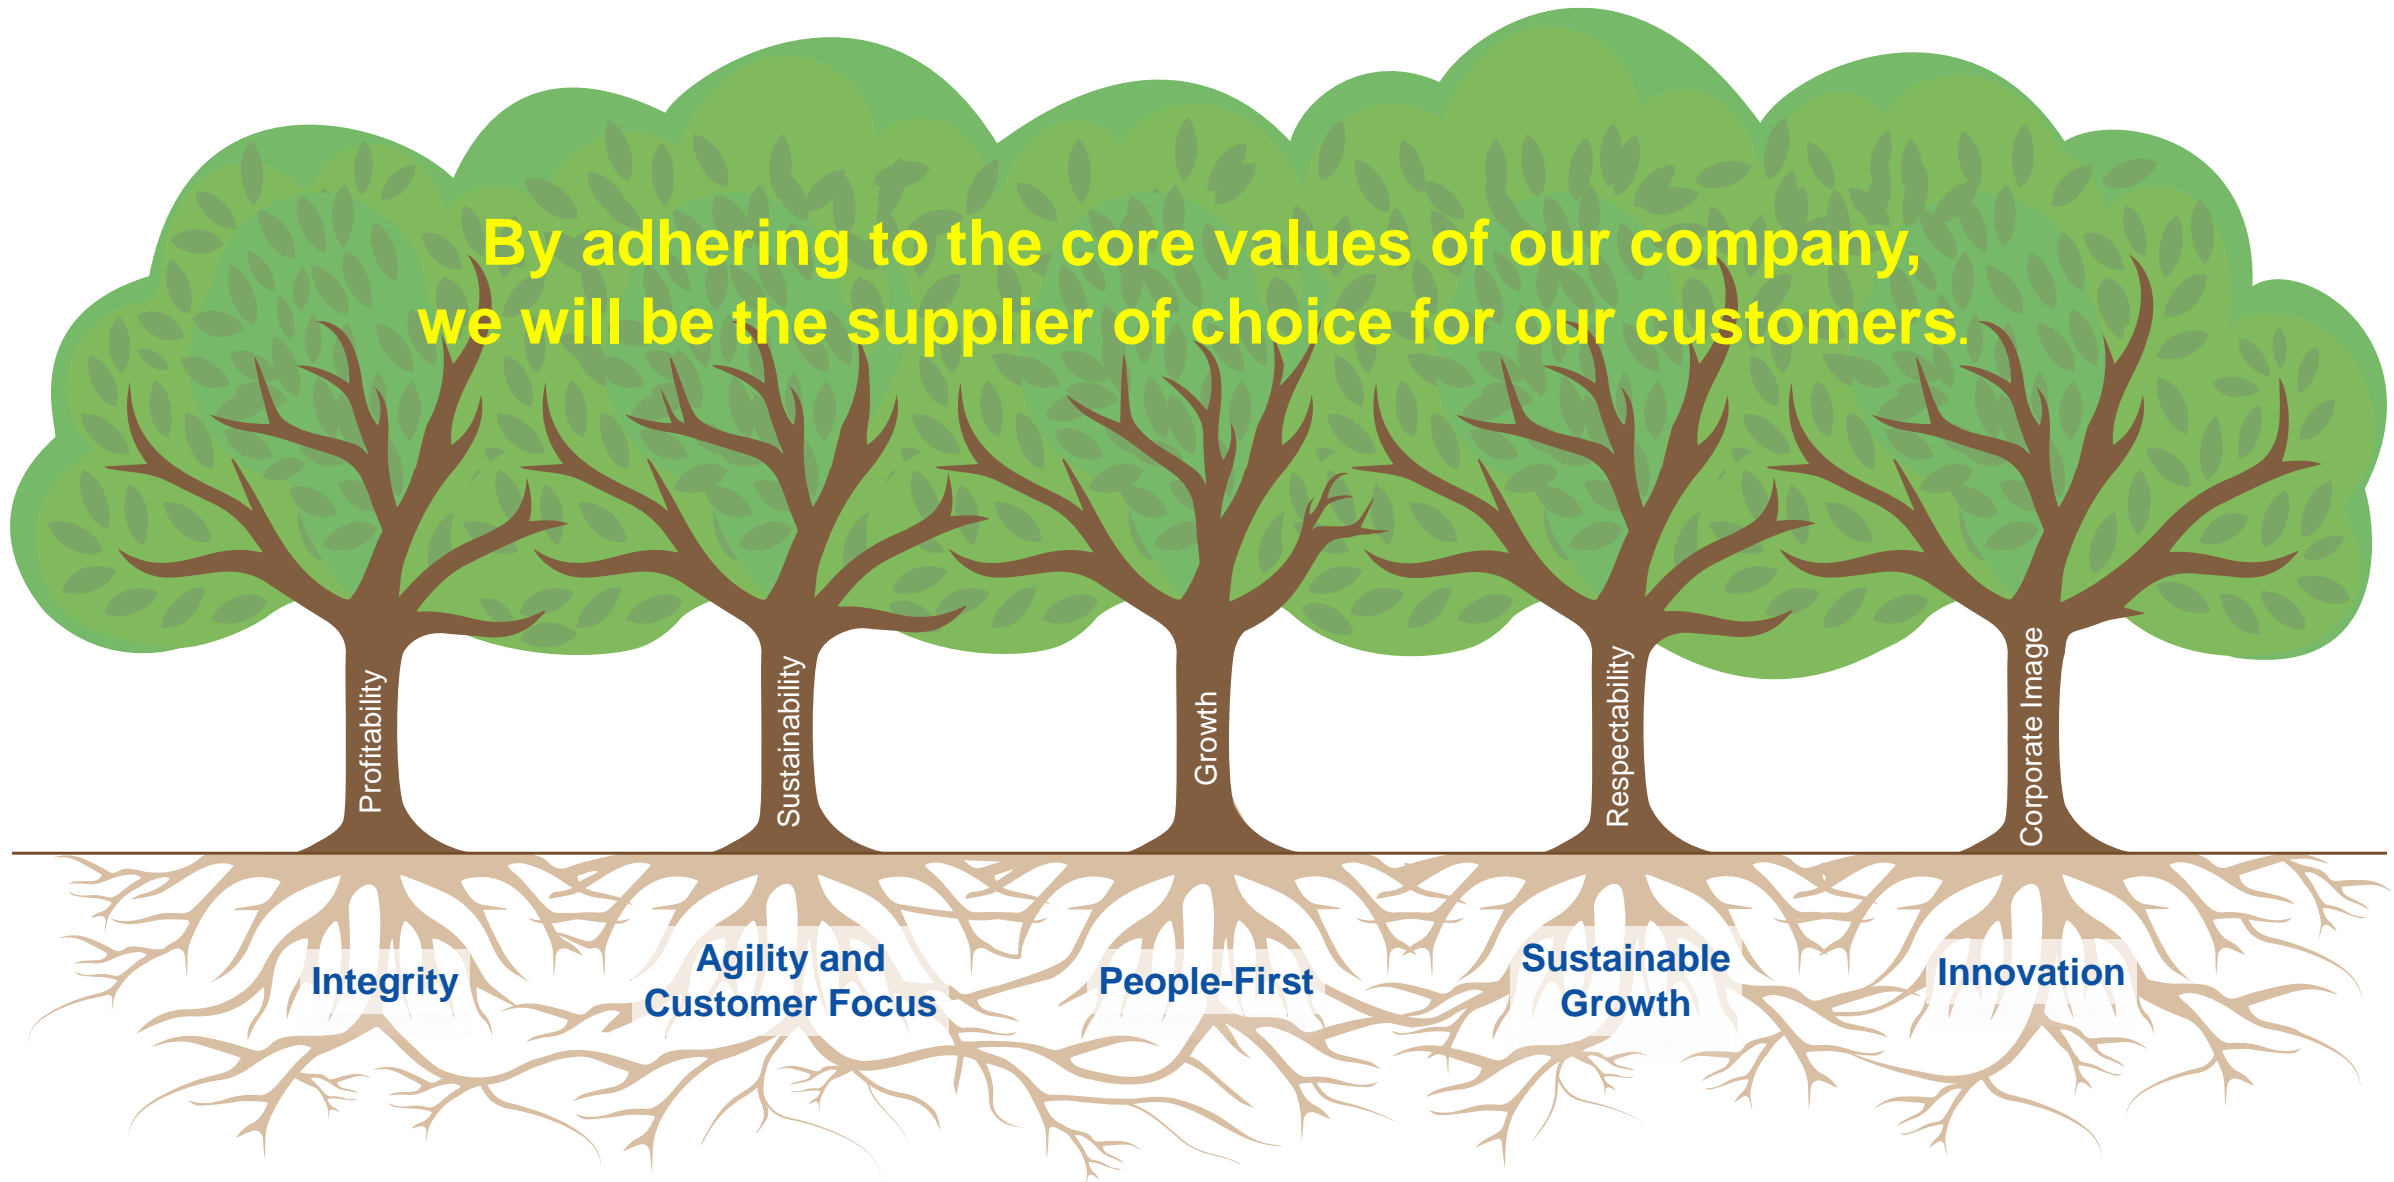 By adhering to the core values of our company,
we will be the supplier of choice for our customers.
Profitability
Sustainability
Growth
Respectability
Corporate Image
Integrity
Agility and
Customer Focus
People-First
Sustainable
Growth
Innovation